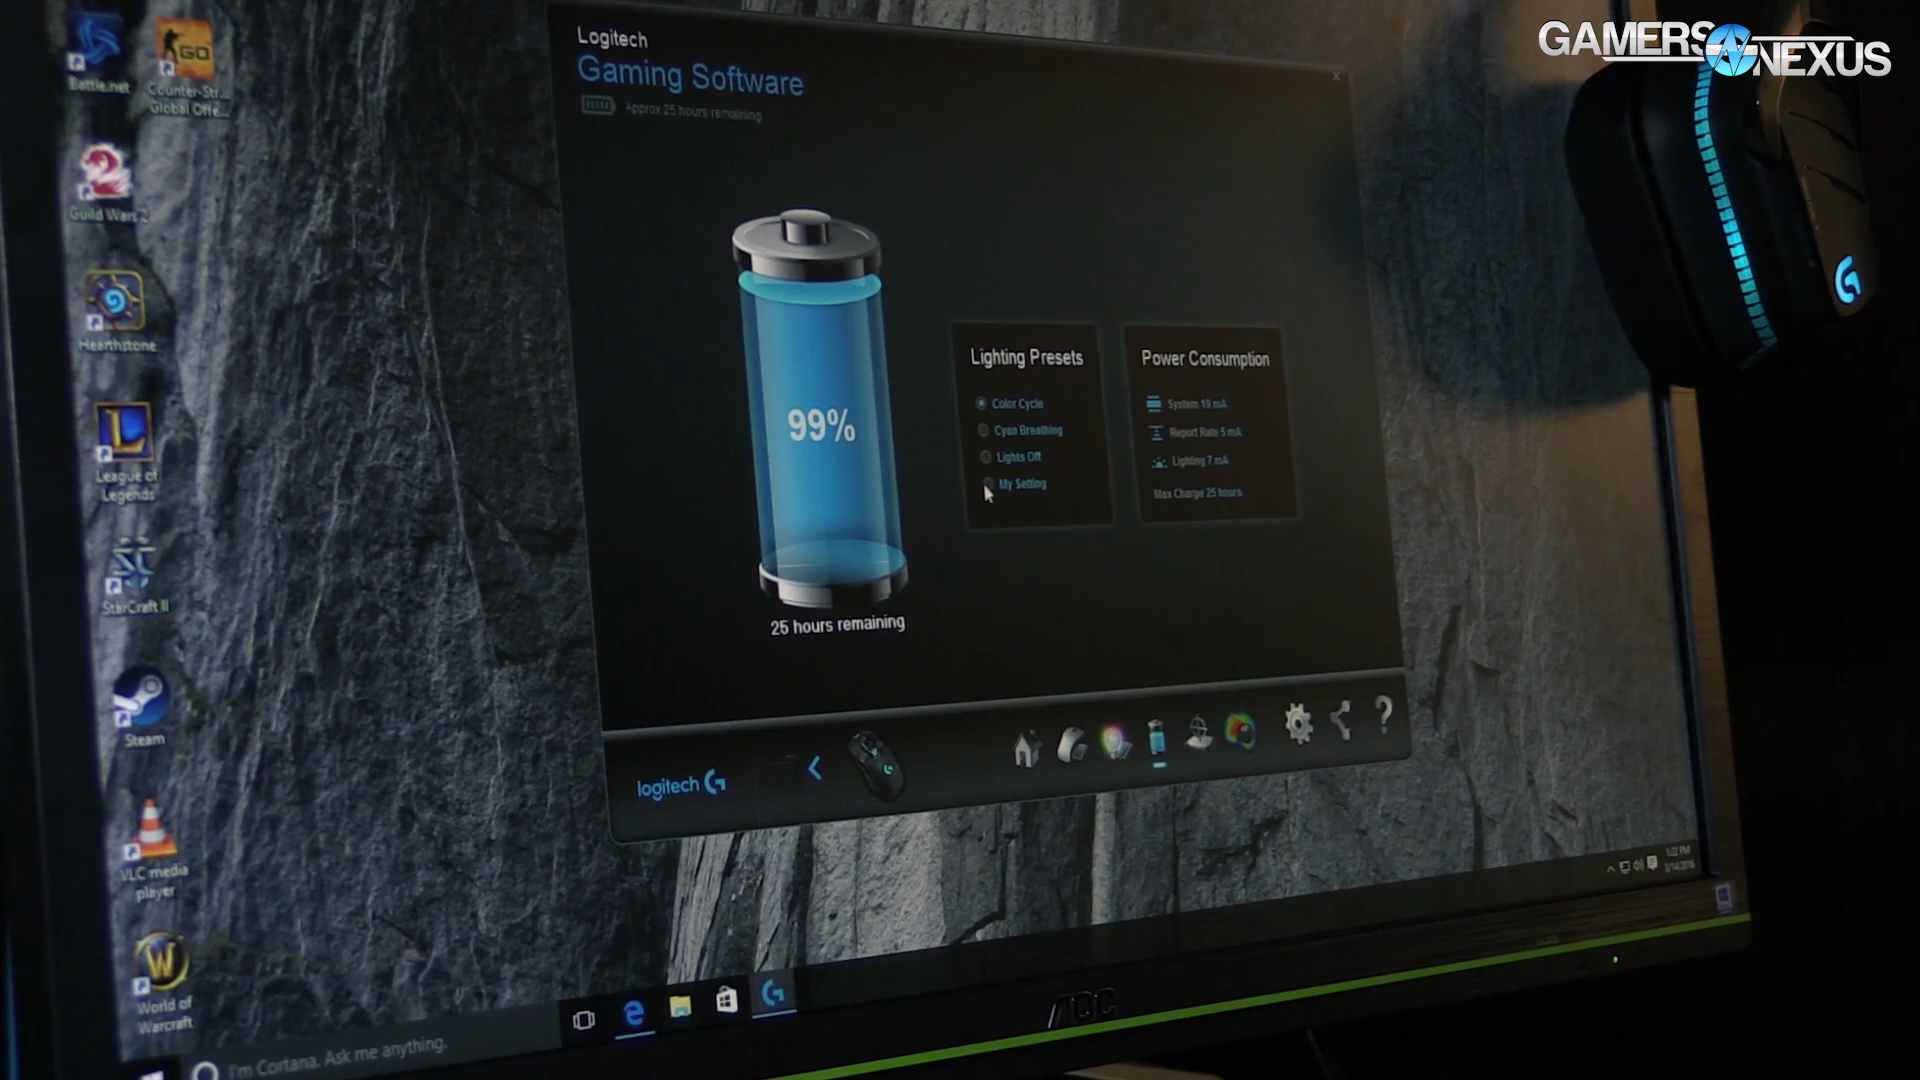 GAMERS NEXUS
Battle.net
Counter-Str...
Global Offe...
Guild Wars 2
Hearthstone
League of
Legends
StarCraft II
Steam
VLC media
player
World of
Warcraft
Logitech
Gaming Software
Approx 25 hours remaining
99%
25 hours remaining
Lighting Presets
Color Cycle
Cyan Breathing
Lights Off
My Setting
Power Consumption
System 19 mA
Report Rate 5 mA
Lighting 7 mA
Max Charge 25 hours
logitech G
I'm Cortana. Ask me anything.
1:22 PM
AOC